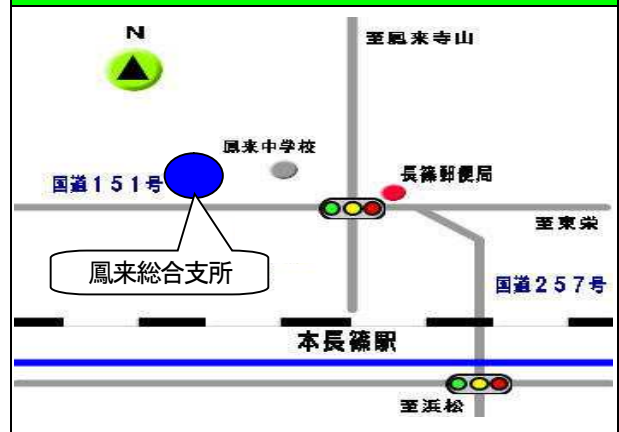 N
至鳳来寺山
鳳来中学校
国道151号
長篠郵便局
至東栄
鳳来総合支所
国道257号
本長篠駅
至浜松